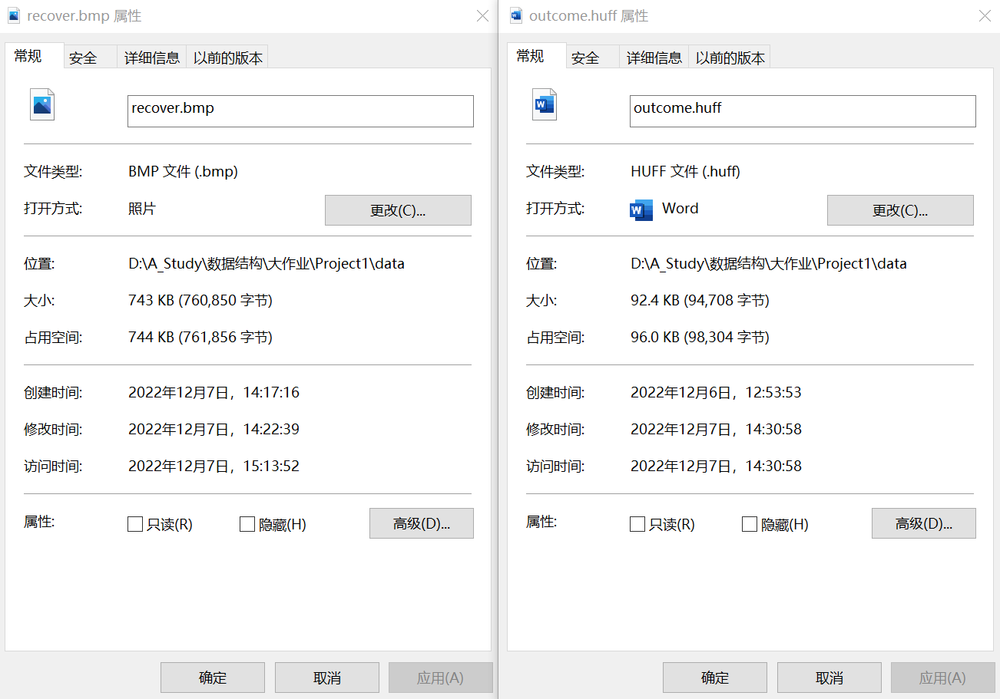 recover.bmp 属性
常规 安全 详细信息 以前的版本
recover.bmp
文件类型: BMP 文件 (.bmp)
打开方式: 照片 更改(C)...
位置: D:\A_Study\数据结构\大作业\Project1\data
大小: 743 KB (760,850 字节)
占用空间: 744 KB (761,856 字节)
创建时间: 2022年12月7日，14:17:16
修改时间: 2022年12月7日，14:22:39
访问时间: 2022年12月7日，15:13:52
属性: 只读(R) 隐藏(H) 高级(D)...
确定 取消 应用(A)
outcome.huff 属性
常规 安全 详细信息 以前的版本
outcome.huff
文件类型: HUFF 文件 (.huff)
打开方式: Word 更改(C)...
位置: D:\A_Study\数据结构\大作业\Project1\data
大小: 92.4 KB (94,708 字节)
占用空间: 96.0 KB (98,304 字节)
创建时间: 2022年12月6日，12:53:53
修改时间: 2022年12月7日，14:30:58
访问时间: 2022年12月7日，14:30:58
属性: 只读(R) 隐藏(H) 高级(D)...
确定 取消 应用(A)